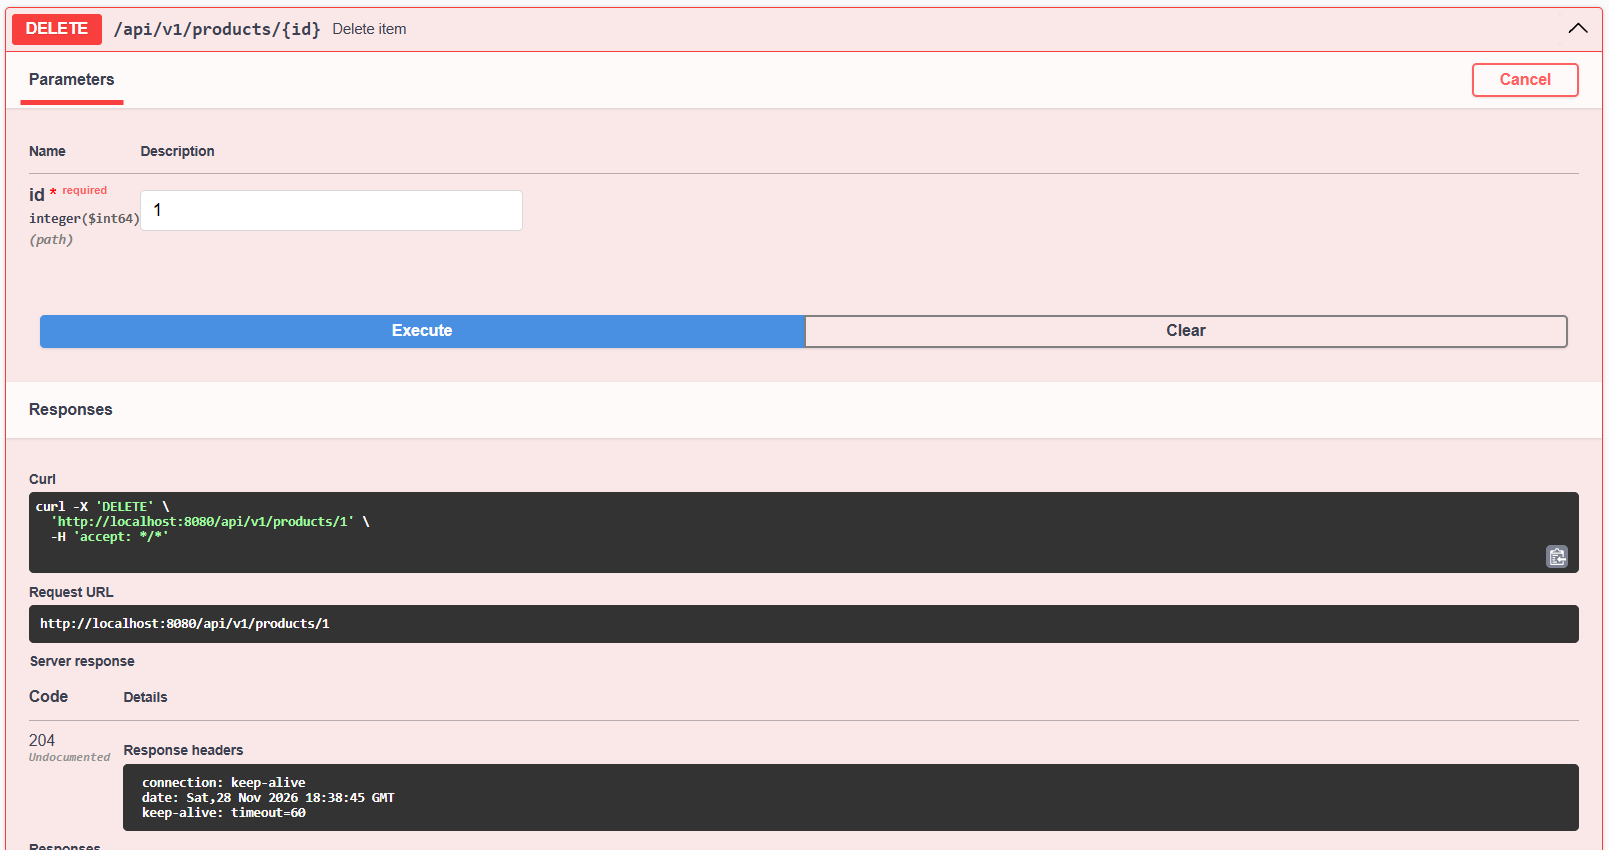 DELETE /api/v1/products/{id} Delete item
Parameters
Cancel
Name Description
id * required
integer($int64)
(path)
1
Execute Clear
Responses
Curl
curl -X 'DELETE' \
'http://localhost:8080/api/v1/products/1' \
-H 'accept: */*'
Request URL
http://localhost:8080/api/v1/products/1
Server response
Code Details
204
Undocumented
Response headers
connection: keep-alive
date: Sat,28 Nov 2026 18:38:45 GMT
keep-alive: timeout=60
Responses